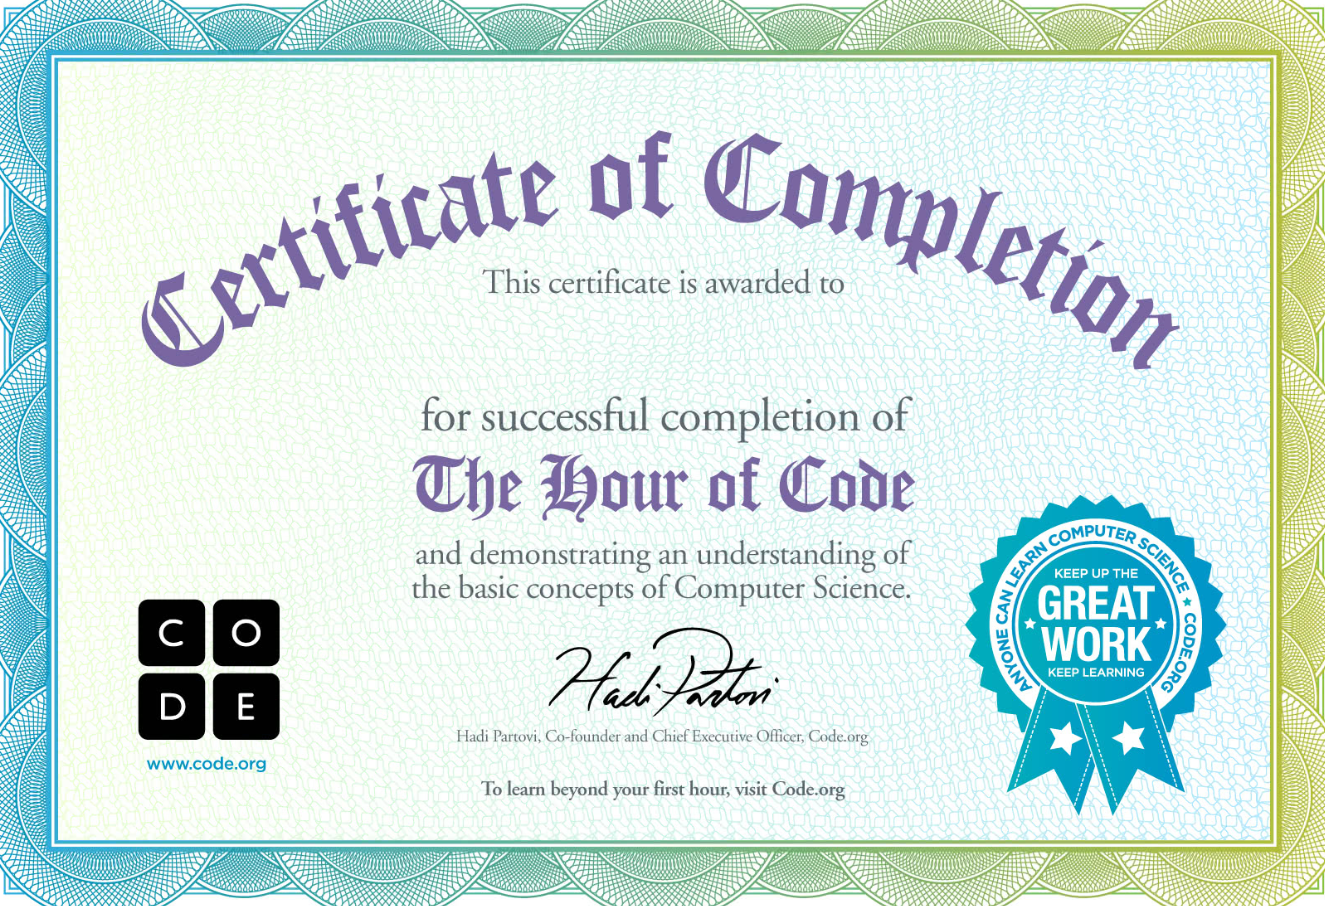 Certificate of Completion
This certificate is awarded to
for successful completion of
The Hour of Code
and demonstrating an understanding of
the basic concepts of Computer Science.
C O
D E
www.code.org
Hadi Partovi
Hadi Partovi, Co-founder and Chief Executive Officer, Code.org
To learn beyond your first hour, visit Code.org
ANYONE CAN LEARN COMPUTER SCIENCE ★ CODE.ORG
KEEP UP THE
GREAT
WORK
KEEP LEARNING